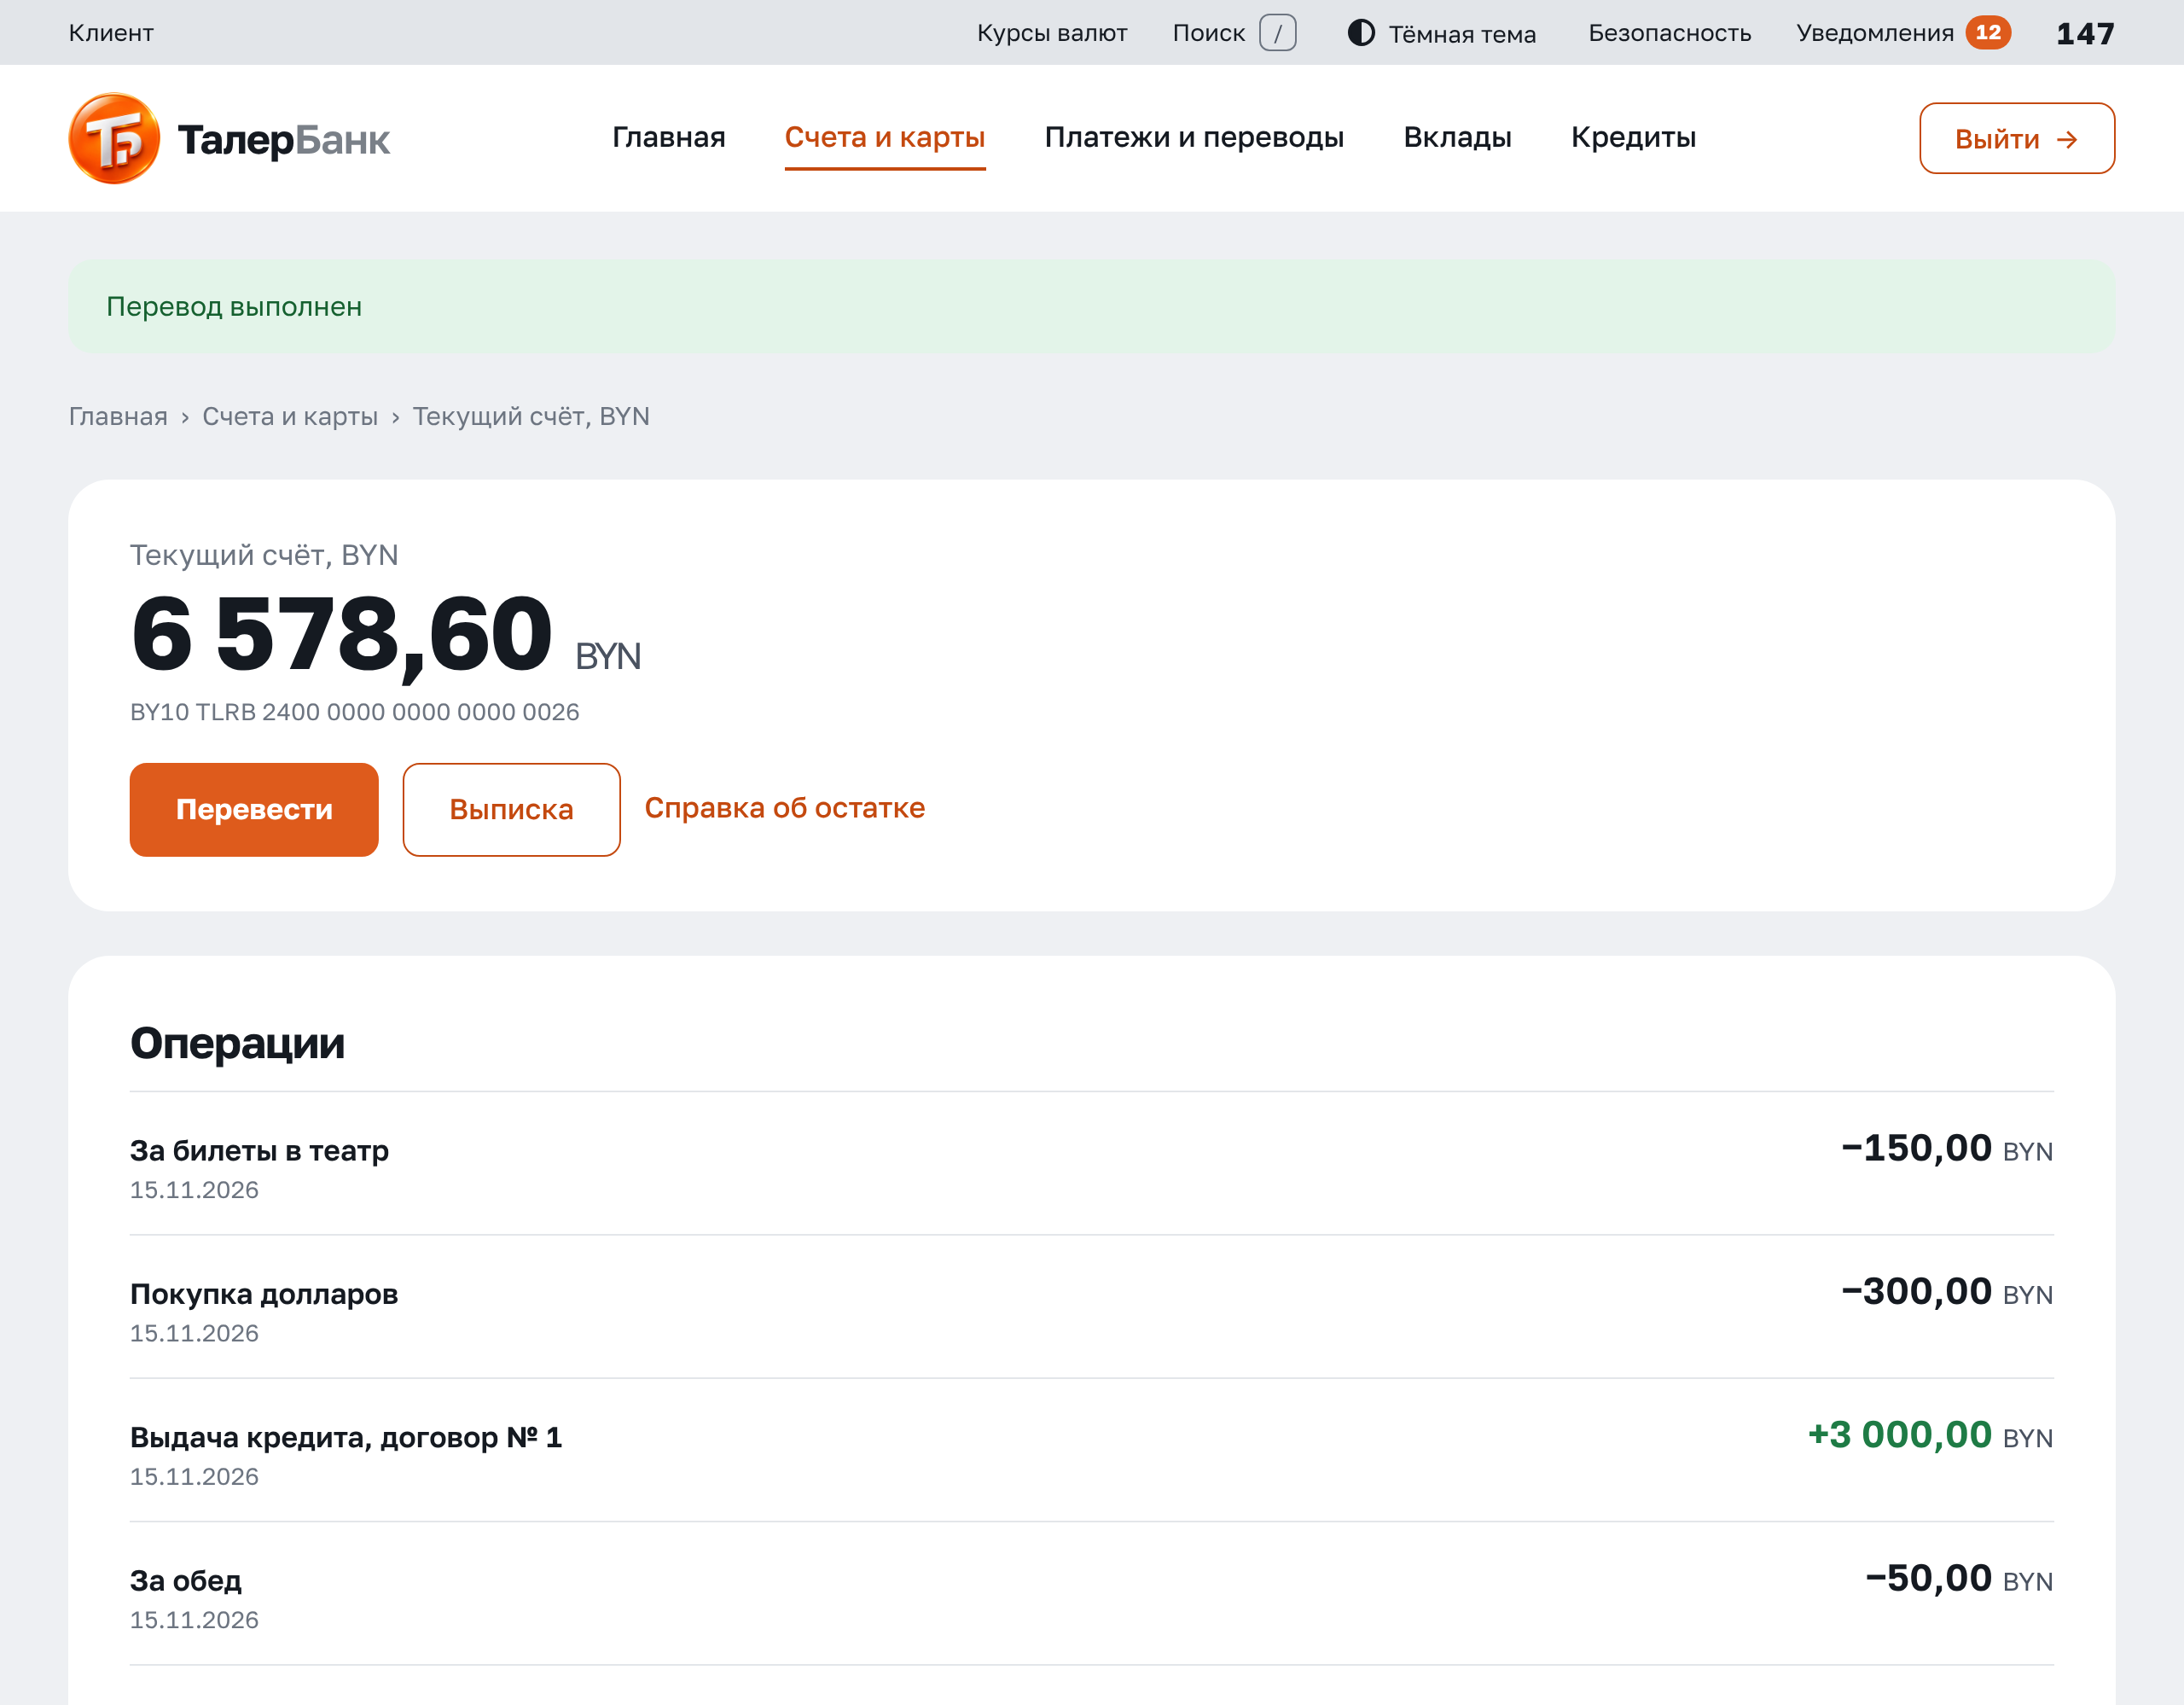 Клиент
Курсы валют
Поиск /
Тёмная тема
Безопасность
Уведомления 12
147
ТалерБанк
Главная
Счета и карты
Платежи и переводы
Вклады
Кредиты
Выйти →
Перевод выполнен
Главная › Счета и карты › Текущий счёт, BYN
Текущий счёт, BYN
6 578,60 BYN
BY10 TLRB 2400 0000 0000 0000 0026
Перевести
Выписка
Справка об остатке
Операции
За билеты в театр
−150,00 BYN
15.11.2026
Покупка долларов
−300,00 BYN
15.11.2026
Выдача кредита, договор № 1
+3 000,00 BYN
15.11.2026
За обед
−50,00 BYN
15.11.2026